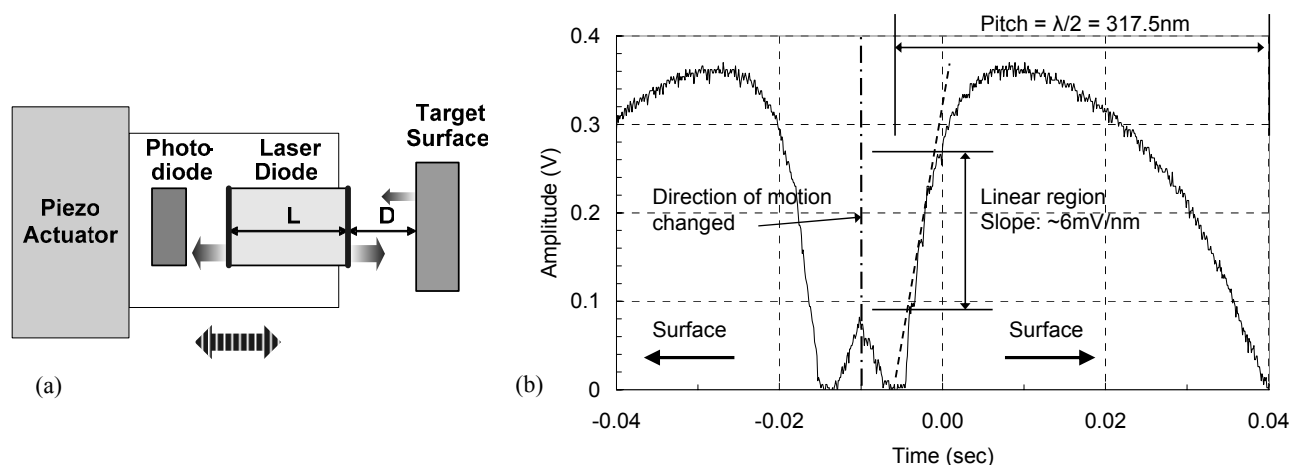 Piezo
Actuator
Photo-
diode
Laser
Diode
L
D
Target
Surface
(a)
Pitch = λ/2 = 317.5nm
0.4
0.3
0.2
0.1
0
Amplitude (V)
Direction of motion
changed
Linear region
Slope: ~6mV/nm
Surface
Surface
-0.04
-0.02
0.00
0.02
0.04
Time (sec)
(b)